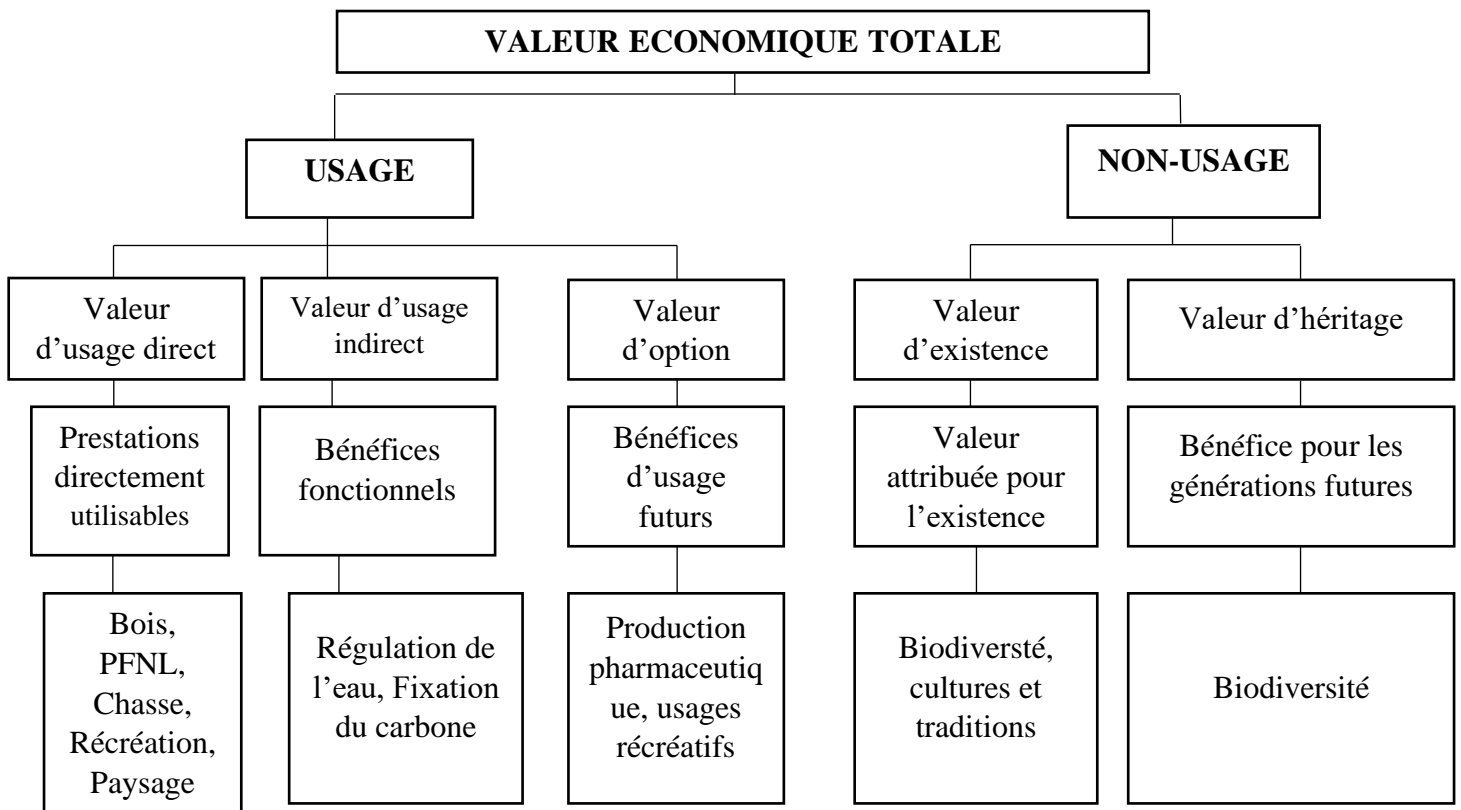 VALEUR ECONOMIQUE TOTALE
USAGE
NON-USAGE
Valeur
d’usage direct
Valeur d’usage
indirect
Valeur
d’option
Valeur
d’existence
Valeur d’héritage
Prestations
directement
utilisables
Bénéfices
fonctionnels
Bénéfices
d’usage
futurs
Valeur
attribuée pour
l’existence
Bénéfice pour les
générations futures
Bois,
PFNL,
Chasse,
Récréation,
Paysage
Régulation de
l’eau, Fixation
du carbone
Production
pharmaceutiq
ue, usages
récréatifs
Biodiversté,
cultures et
traditions
Biodiversité